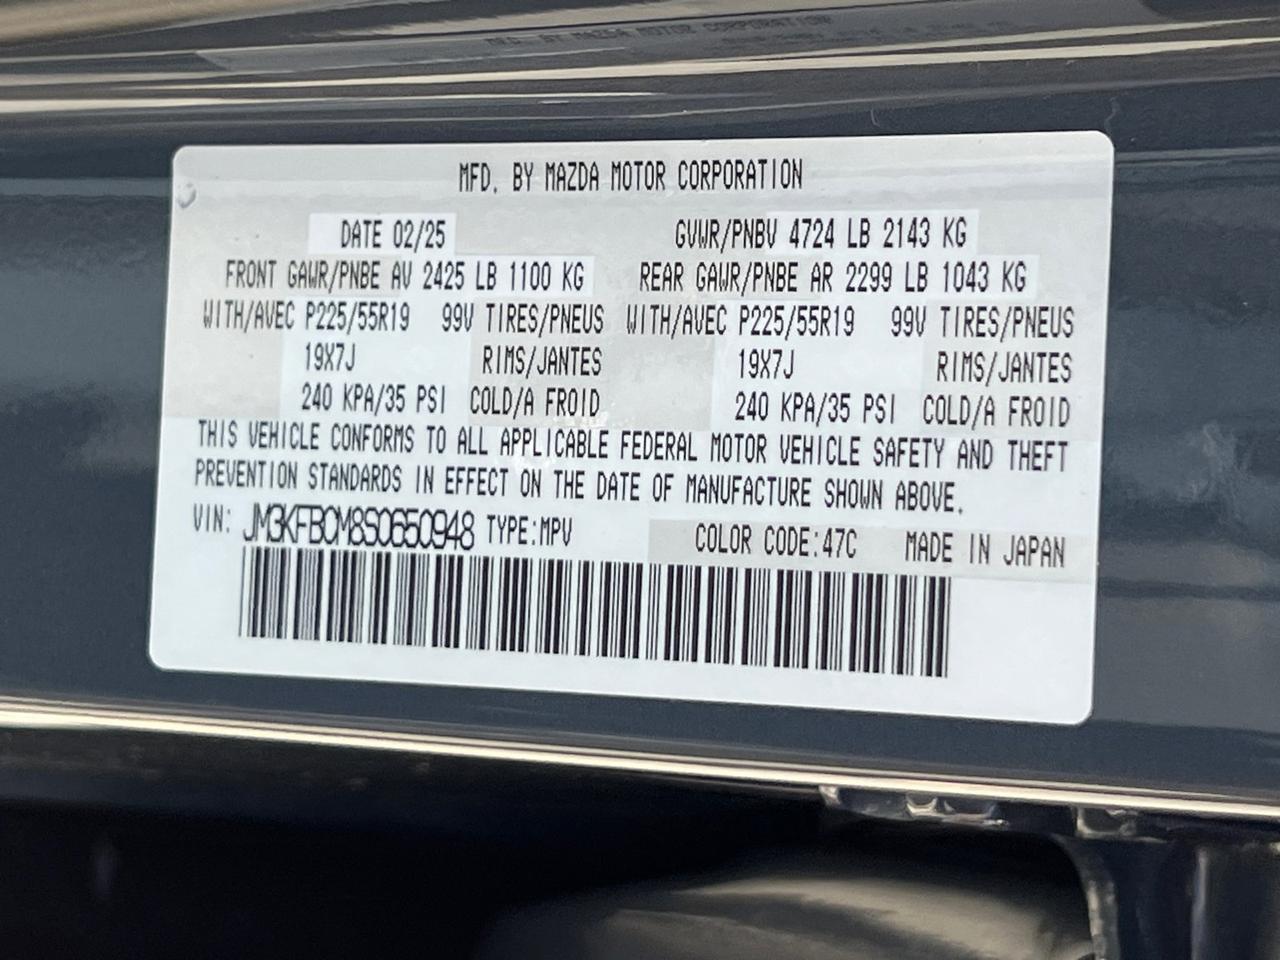 MFD. BY MAZDA MOTOR CORPORATION
DATE 02/25 GVWR/PNBV 4724 LB 2143 KG
FRONT GAWR/PNBE AV 2425 LB 1100 KG REAR GAWR/PNBE AR 2299 LB 1043 KG
WITH/AVEC P225/55R19 99V TIRES/PNEUS WITH/AVEC P225/55R19 99V TIRES/PNEUS
19X7J RIMS/JANTES 19X7J RIMS/JANTES
240 KPA/35 PSI COLD/A FROID 240 KPA/35 PSI COLD/A FROID
THIS VEHICLE CONFORMS TO ALL APPLICABLE FEDERAL MOTOR VEHICLE SAFETY AND THEFT
PREVENTION STANDARDS IN EFFECT ON THE DATE OF MANUFACTURE SHOWN ABOVE.
VIN: JM3KFBCM8S0650948 TYPE:MPV COLOR CODE:47C MADE IN JAPAN